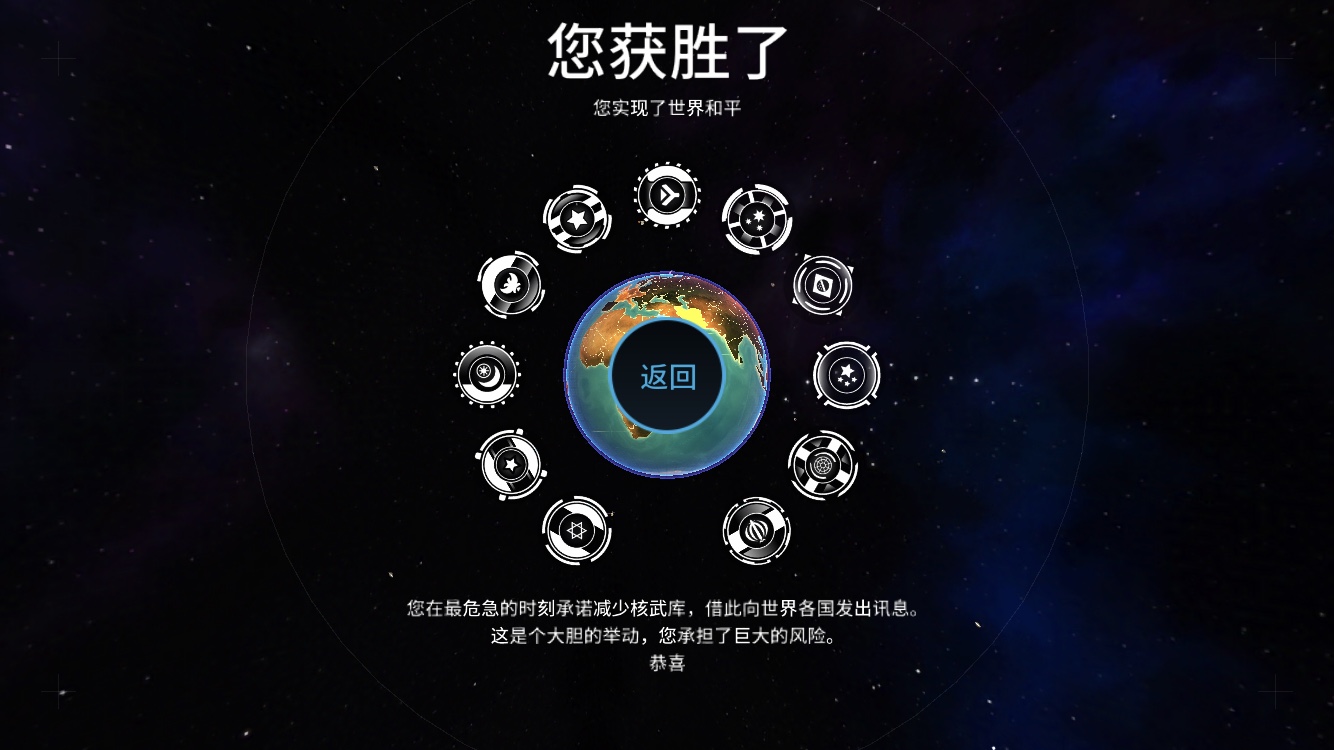 您获胜了
您实现了世界和平
返回
您在最危急的时刻承诺减少核武库，借此向世界各国发出讯息。
这是个大胆的举动，您承担了巨大的风险。
恭喜